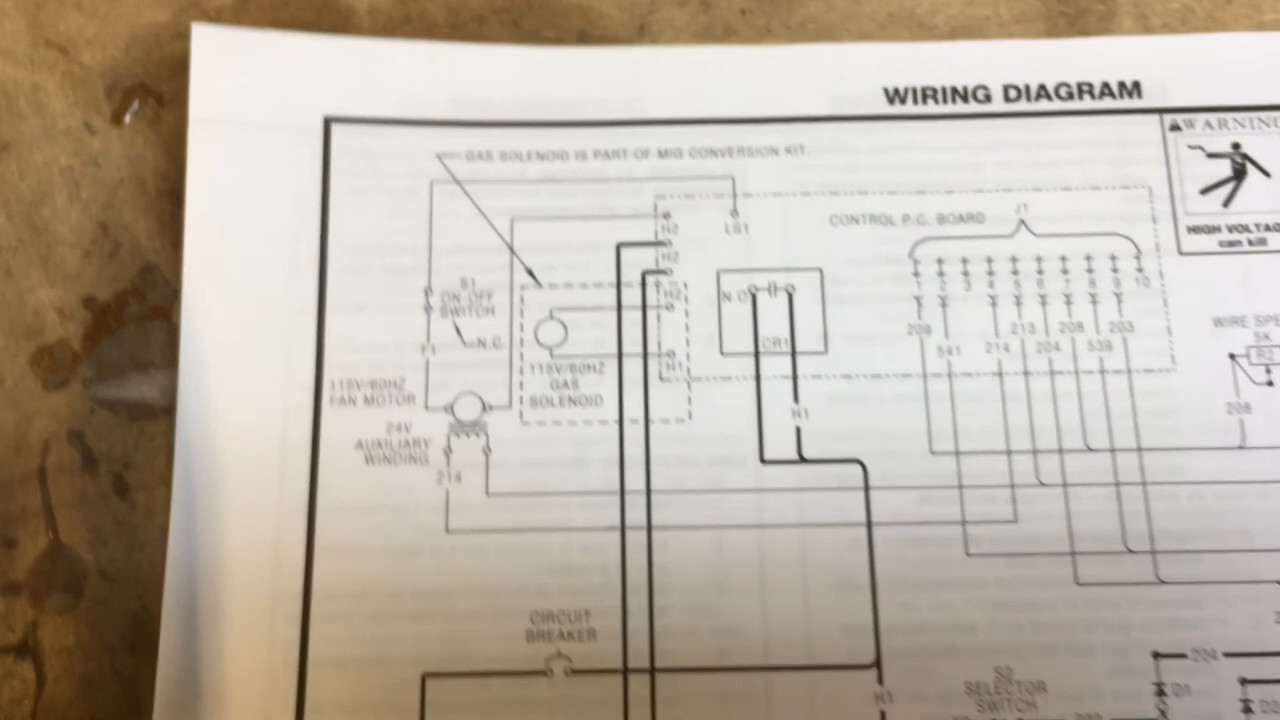 WIRING DIAGRAM
WARNING
HIGH VOLTAG
can kill
GAS SOLENOID IS PART OF MIG CONVERSION KIT.
CONTROL P.C. BOARD
J1
H2
LS1
H2
H2
H1
N.O.
CR1
H1
1 2 3 4 5 6 7 8 9 10
209
541
214
213
204
208
539
203
S1
ON-OFF
SWITCH
N.C.
F1
115V/60HZ
FAN MOTOR
115V/60HZ
GAS
SOLENOID
24V
AUXILIARY
WINDING
214
WIRE SP
5K
R2
208
CIRCUIT
BREAKER
H1
S2
SELECTOR
SWITCH
204
D1